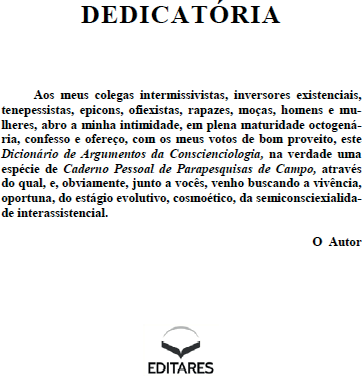 DEDICATÓRIA
Aos meus colegas intermissivistas, inversores existenciais,
tenepessistas, epicons, ofiexistas, rapazes, moças, homens e mu-
lheres, abro a minha intimidade, em plena maturidade octogená-
ria, confesso e ofereço, com os meus votos de bom proveito, este
Dicionário de Argumentos da Conscienciologia, na verdade uma
espécie de Caderno Pessoal de Parapesquisas de Campo, através
do qual, e, obviamente, junto a vocês, venho buscando a vivência,
oportuna, do estágio evolutivo, cosmoético, da semiconsciexialida-
de interassistencial.
O Autor
EDITARES